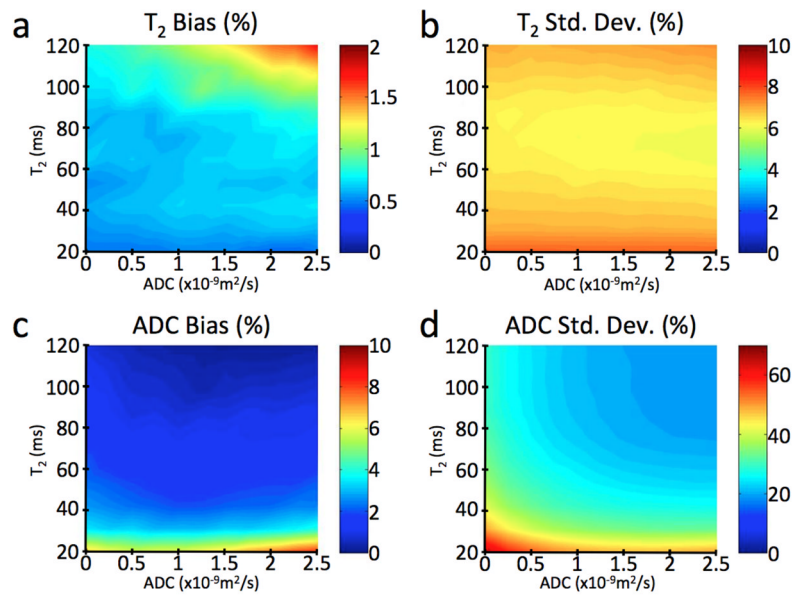 a
T₂ Bias (%)
120
100
80
60
40
20
T₂ (ms)
0 0.5 1 1.5 2 2.5
ADC (x10⁻⁹m²/s)
2
1.5
1
0.5
0
b
T₂ Std. Dev. (%)
120
100
80
60
40
20
T₂ (ms)
0 0.5 1 1.5 2 2.5
ADC (x10⁻⁹m²/s)
10
8
6
4
2
0
c
ADC Bias (%)
120
100
80
60
40
20
T₂ (ms)
0 0.5 1 1.5 2 2.5
ADC (x10⁻⁹m²/s)
10
8
6
4
2
0
d
ADC Std. Dev. (%)
120
100
80
60
40
20
T₂ (ms)
0 0.5 1 1.5 2 2.5
ADC (x10⁻⁹m²/s)
60
40
20
0